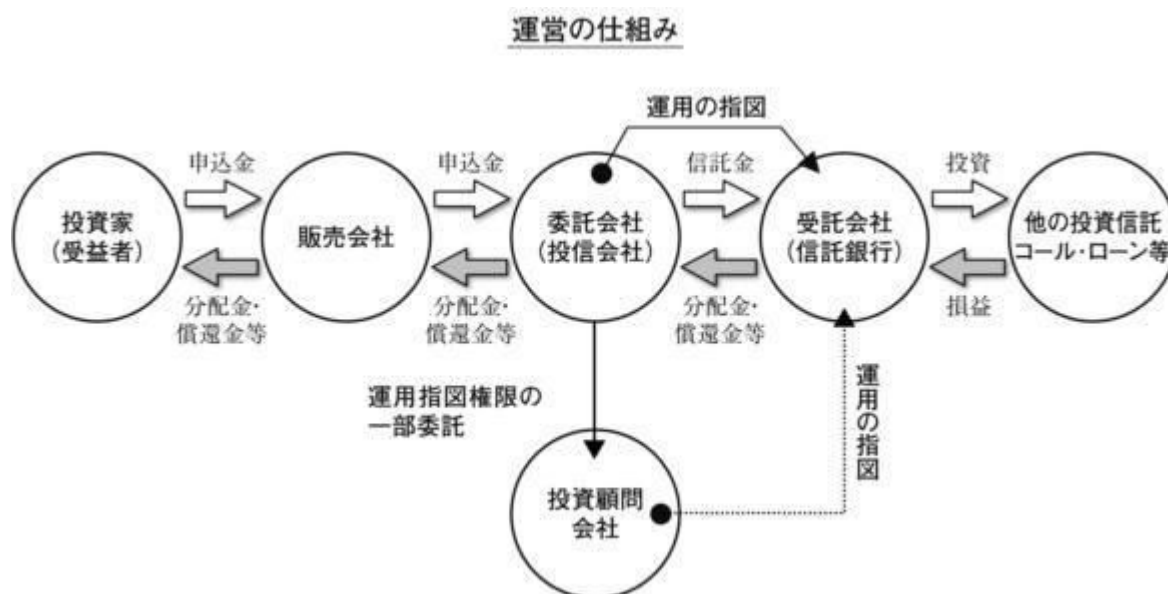 運営の仕組み
運用の指図
申込金
申込金
信託金
投資
投資家
(受益者)
販売会社
委託会社
(投信会社)
受託会社
(信託銀行)
他の投資信託
コール・ローン等
分配金・
償還金等
分配金・
償還金等
分配金・
償還金等
損益
運用指図権限の
一部委託
運用の指図
投資顧問
会社